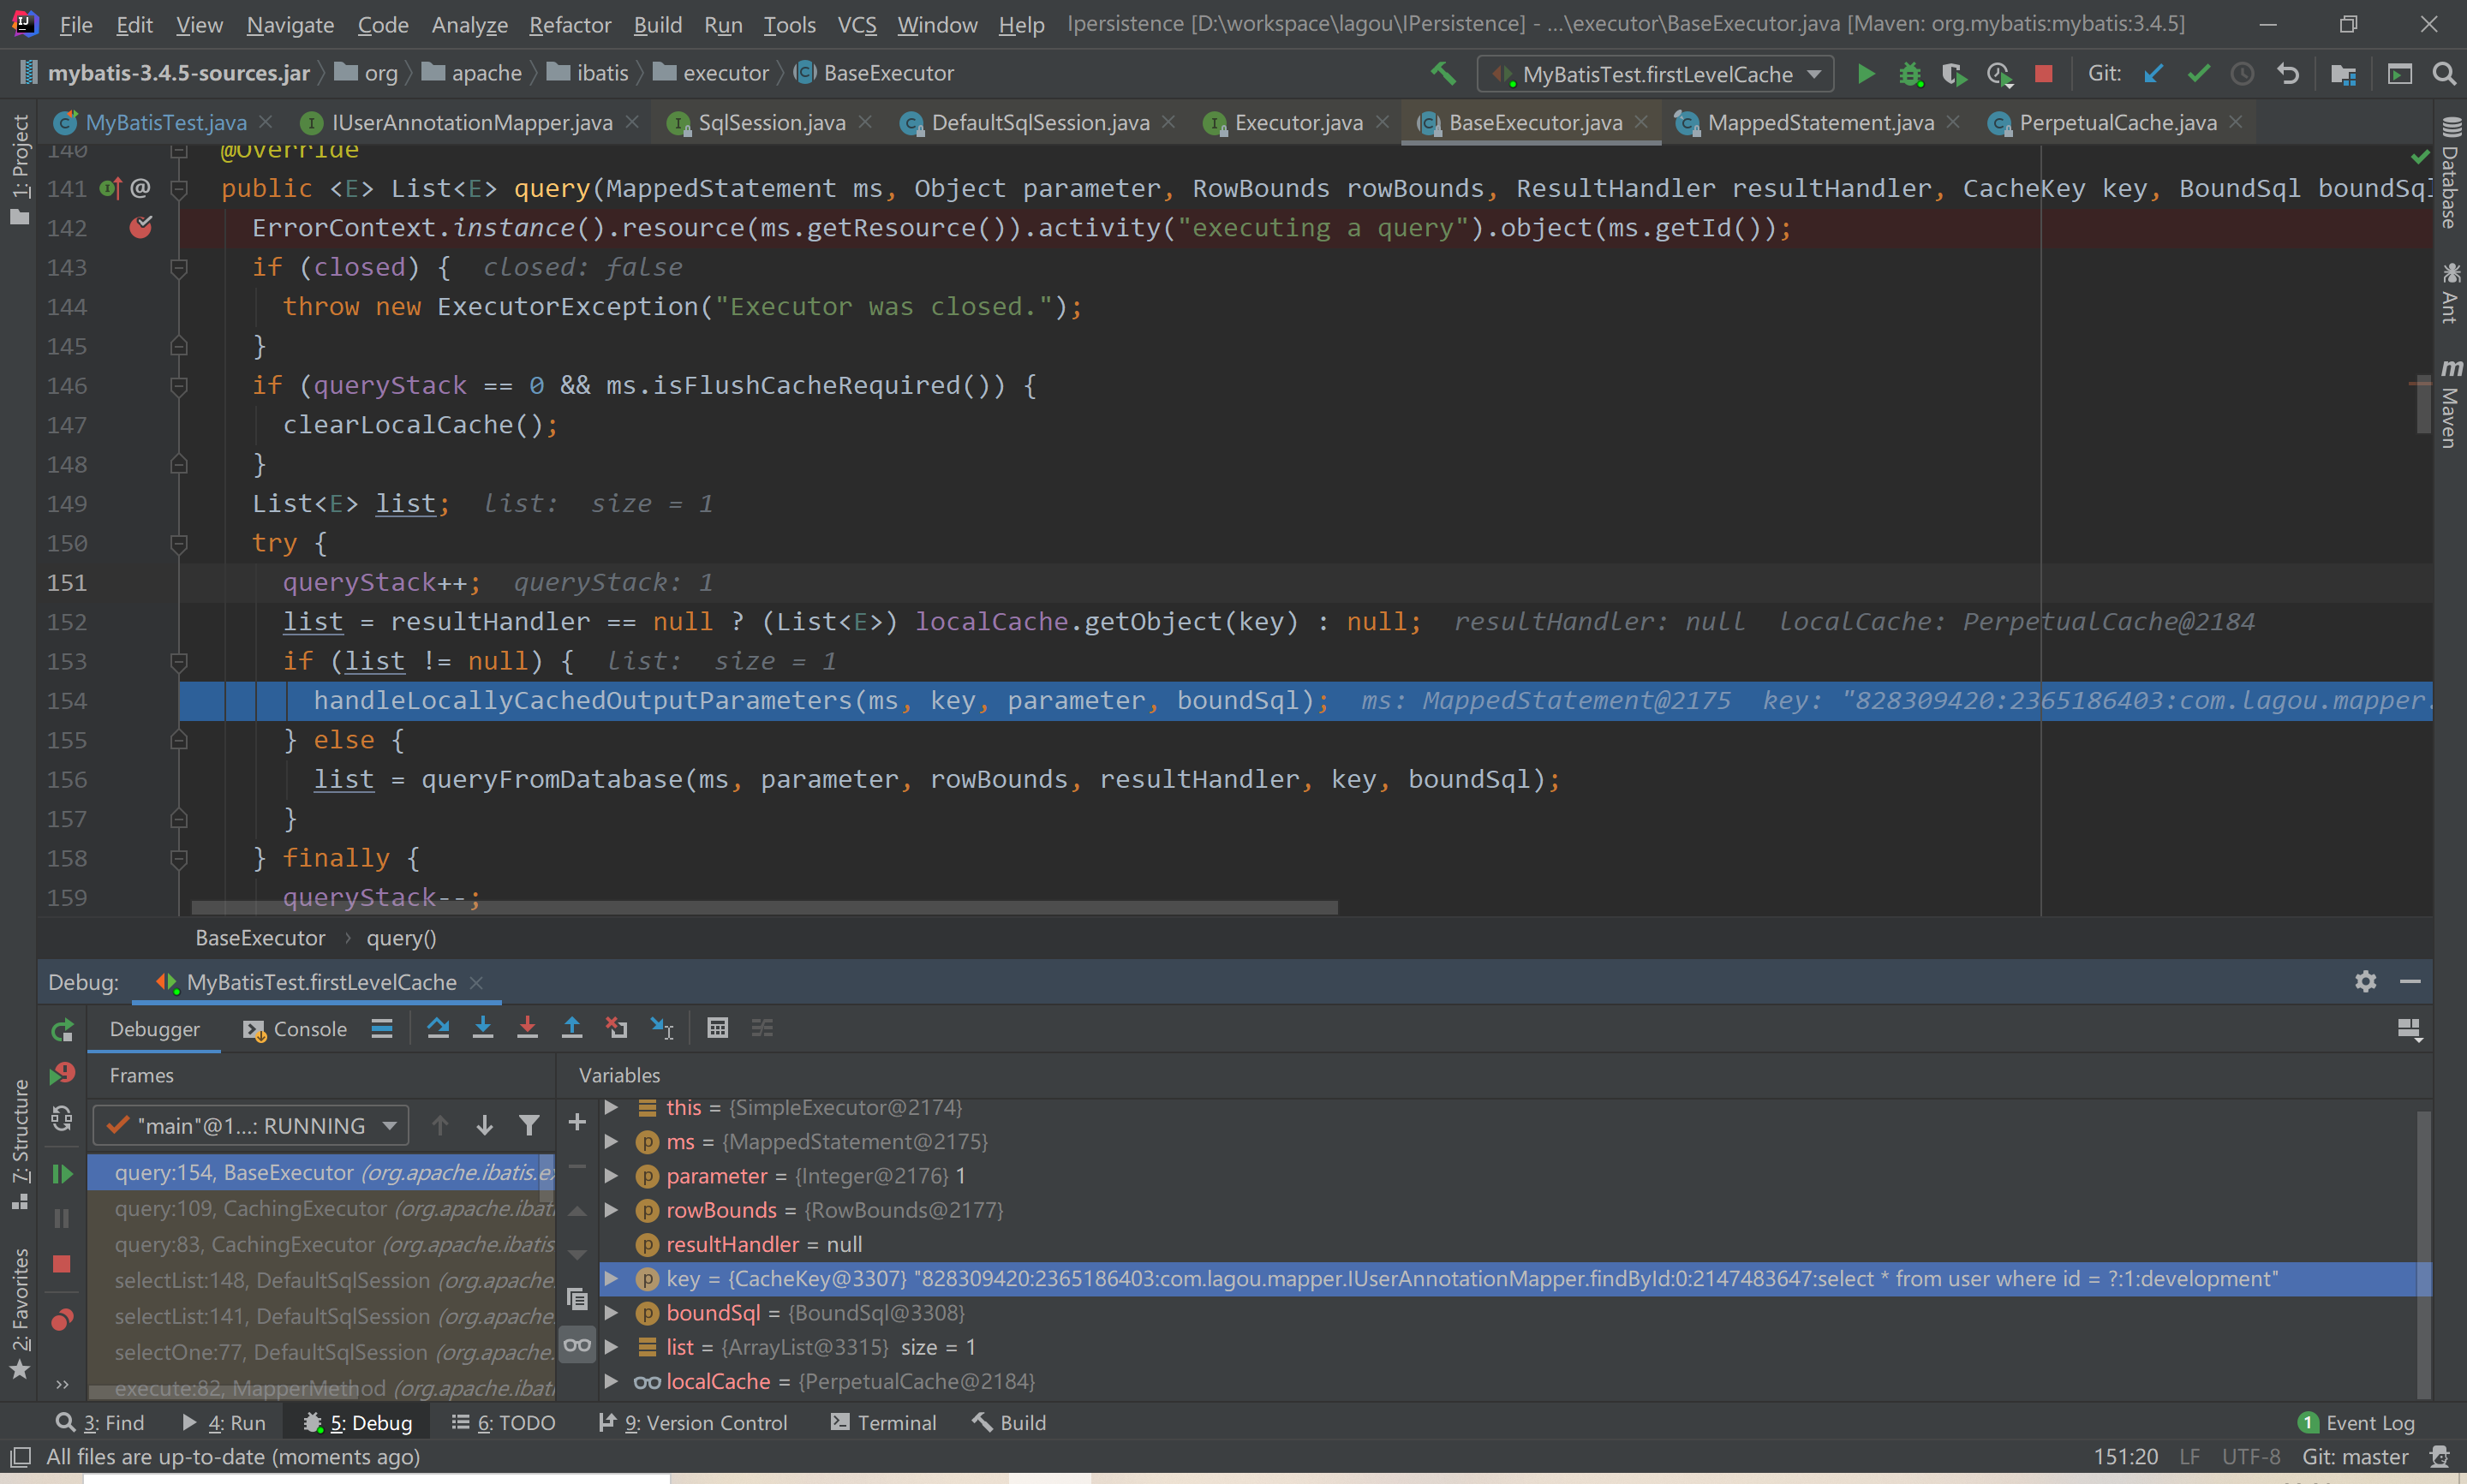 File Edit View Navigate Code Analyze Refactor Build Run Tools VCS Window Help Ipersistence [D:\workspace\lagou\IPersistence] - ...\executor\BaseExecutor.java [Maven: org.mybatis:mybatis:3.4.5]
mybatis-3.4.5-sources.jar org apache ibatis executor BaseExecutor MyBatisTest.firstLevelCache Git:
MyBatisTest.java IUserAnnotationMapper.java SqlSession.java DefaultSqlSession.java Executor.java BaseExecutor.java MappedStatement.java PerpetualCache.java
1: Project
7: Structure
2: Favorites
Database
Ant
Maven
140 @Override
141 public <E> List<E> query(MappedStatement ms, Object parameter, RowBounds rowBounds, ResultHandler resultHandler, CacheKey key, BoundSql boundSql
142 ErrorContext.instance().resource(ms.getResource()).activity("executing a query").object(ms.getId());
143 if (closed) { closed: false
144 throw new ExecutorException("Executor was closed.");
145 }
146 if (queryStack == 0 && ms.isFlushCacheRequired()) {
147 clearLocalCache();
148 }
149 List<E> list; list: size = 1
150 try {
151 queryStack++; queryStack: 1
152 list = resultHandler == null ? (List<E>) localCache.getObject(key) : null; resultHandler: null localCache: PerpetualCache@2184
153 if (list != null) { list: size = 1
154 handleLocallyCachedOutputParameters(ms, key, parameter, boundSql); ms: MappedStatement@2175 key: "828309420:2365186403:com.lagou.mapper.
155 } else {
156 list = queryFromDatabase(ms, parameter, rowBounds, resultHandler, key, boundSql);
157 }
158 } finally {
159 queryStack--;
BaseExecutor › query()
Debug: MyBatisTest.firstLevelCache
Debugger Console
Frames
"main"@1...: RUNNING
query:154, BaseExecutor (org.apache.ibatis.ex
query:109, CachingExecutor (org.apache.ibati
query:83, CachingExecutor (org.apache.ibatis
selectList:148, DefaultSqlSession (org.apache.
selectList:141, DefaultSqlSession (org.apache.
selectOne:77, DefaultSqlSession (org.apache.
execute:82, MapperMethod (org.apache.ibati
Variables
this = {SimpleExecutor@2174}
ms = {MappedStatement@2175}
parameter = {Integer@2176} 1
rowBounds = {RowBounds@2177}
resultHandler = null
key = {CacheKey@3307} "828309420:2365186403:com.lagou.mapper.IUserAnnotationMapper.findById:0:2147483647:select * from user where id = ?:1:development"
boundSql = {BoundSql@3308}
list = {ArrayList@3315} size = 1
localCache = {PerpetualCache@2184}
3: Find 4: Run 5: Debug 6: TODO 9: Version Control Terminal Build 1 Event Log
All files are up-to-date (moments ago) 151:20 LF UTF-8 Git: master